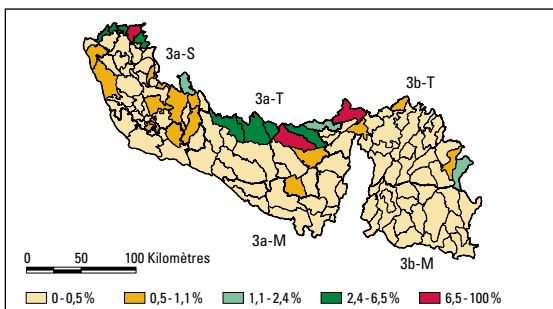 3a-S
3b-T
3a-T
3a-M
3b-M
0 50 100 Kilomètres
0 - 0,5 % 0,5 - 1,1 % 1,1 - 2,4 % 2,4 - 6,5 % 6,5 - 100 %